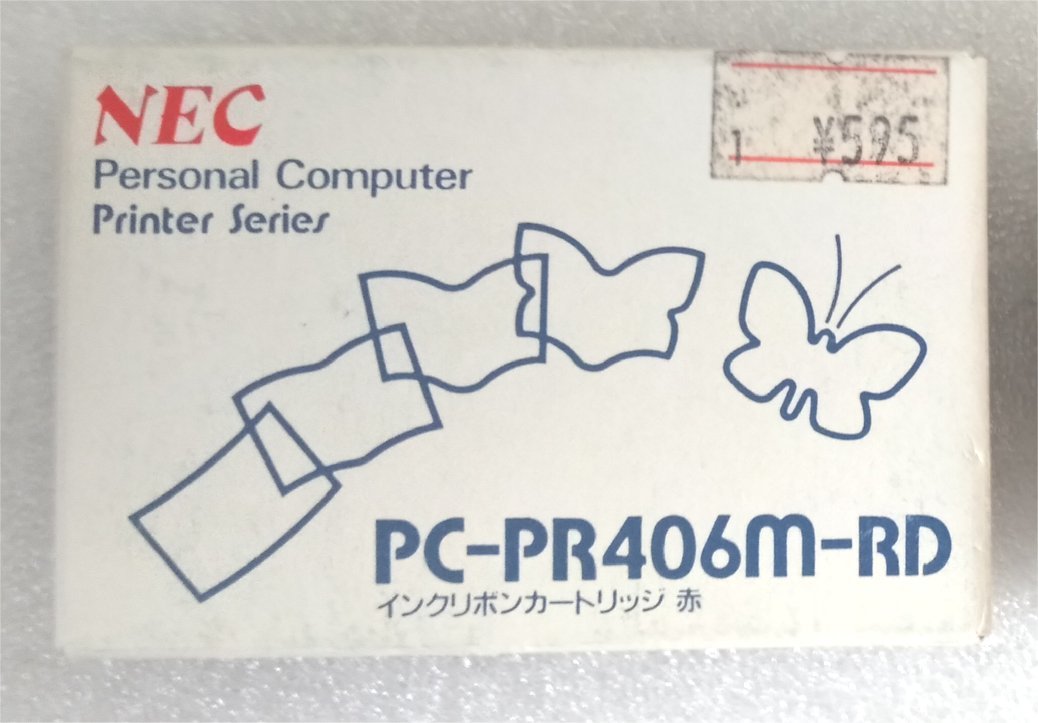 NEC
Personal Computer
Printer Series
1 ¥595
PC-PR406M-RD
インクリボンカートリッジ 赤